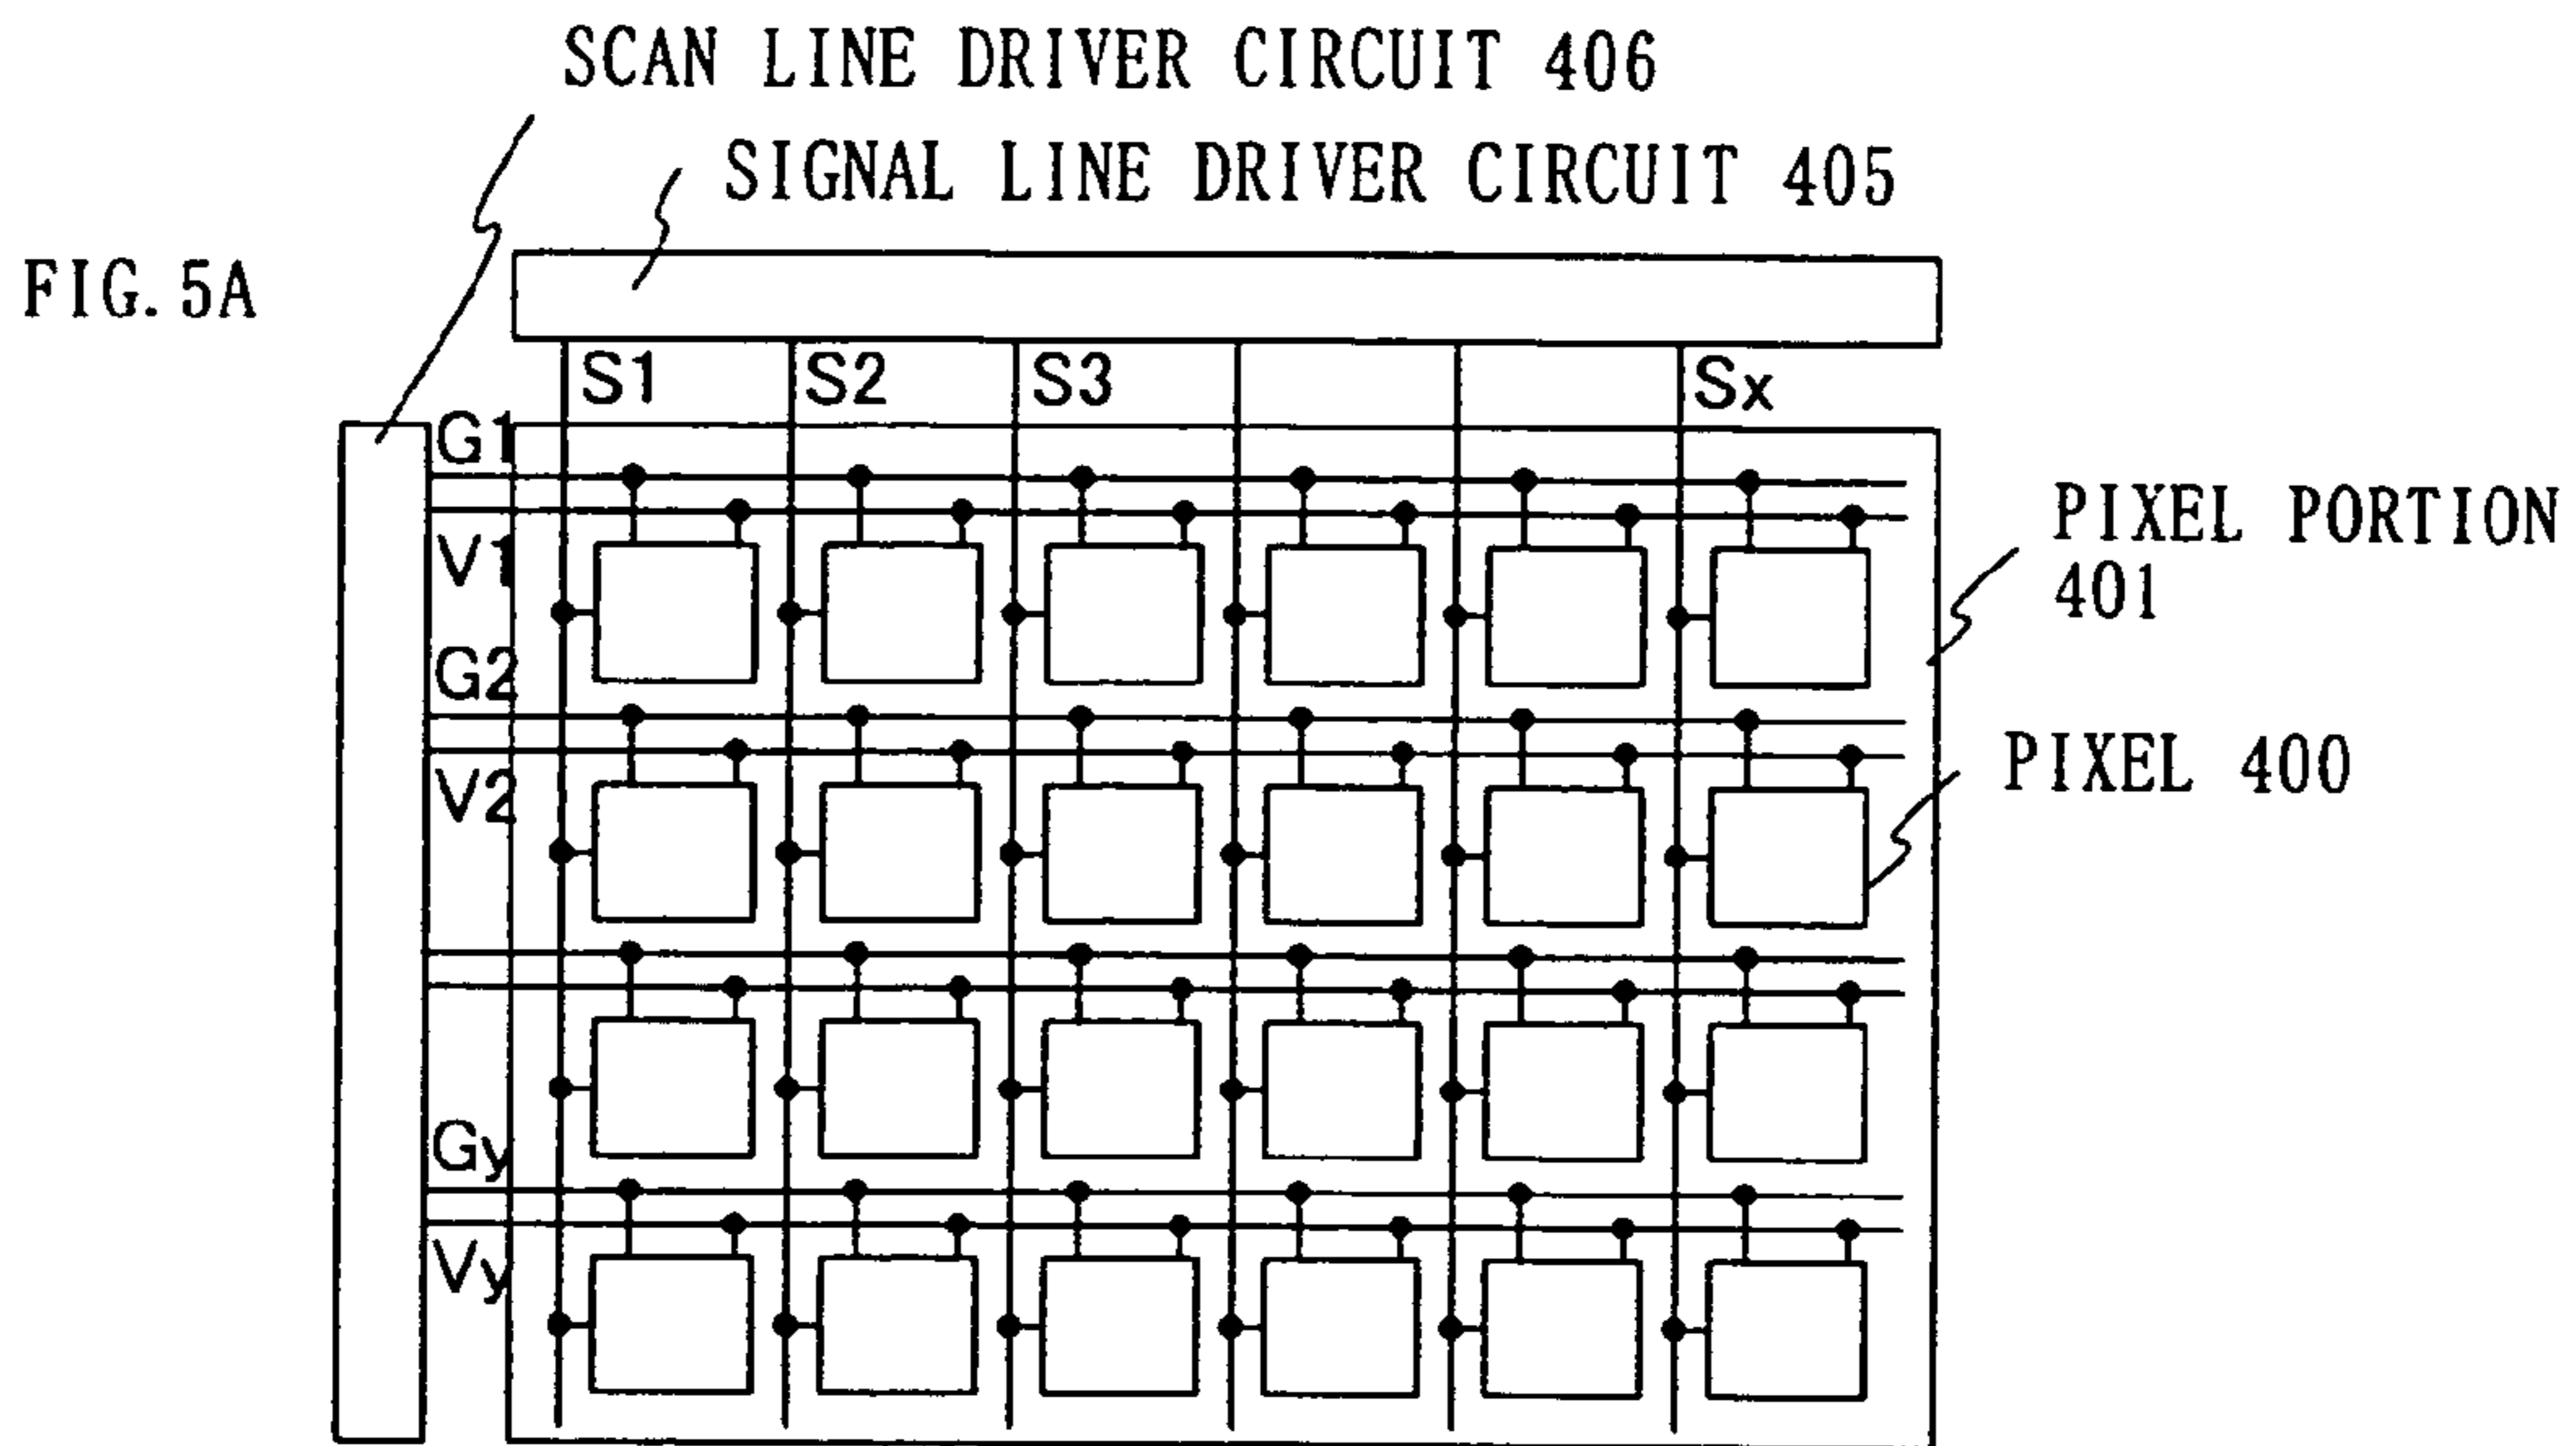 SCAN LINE DRIVER CIRCUIT 406
SIGNAL LINE DRIVER CIRCUIT 405
FIG. 5A
S1 S2 S3 Sx
G1
V1
PIXEL PORTION
401
G2
PIXEL 400
V2
Gy
Vy